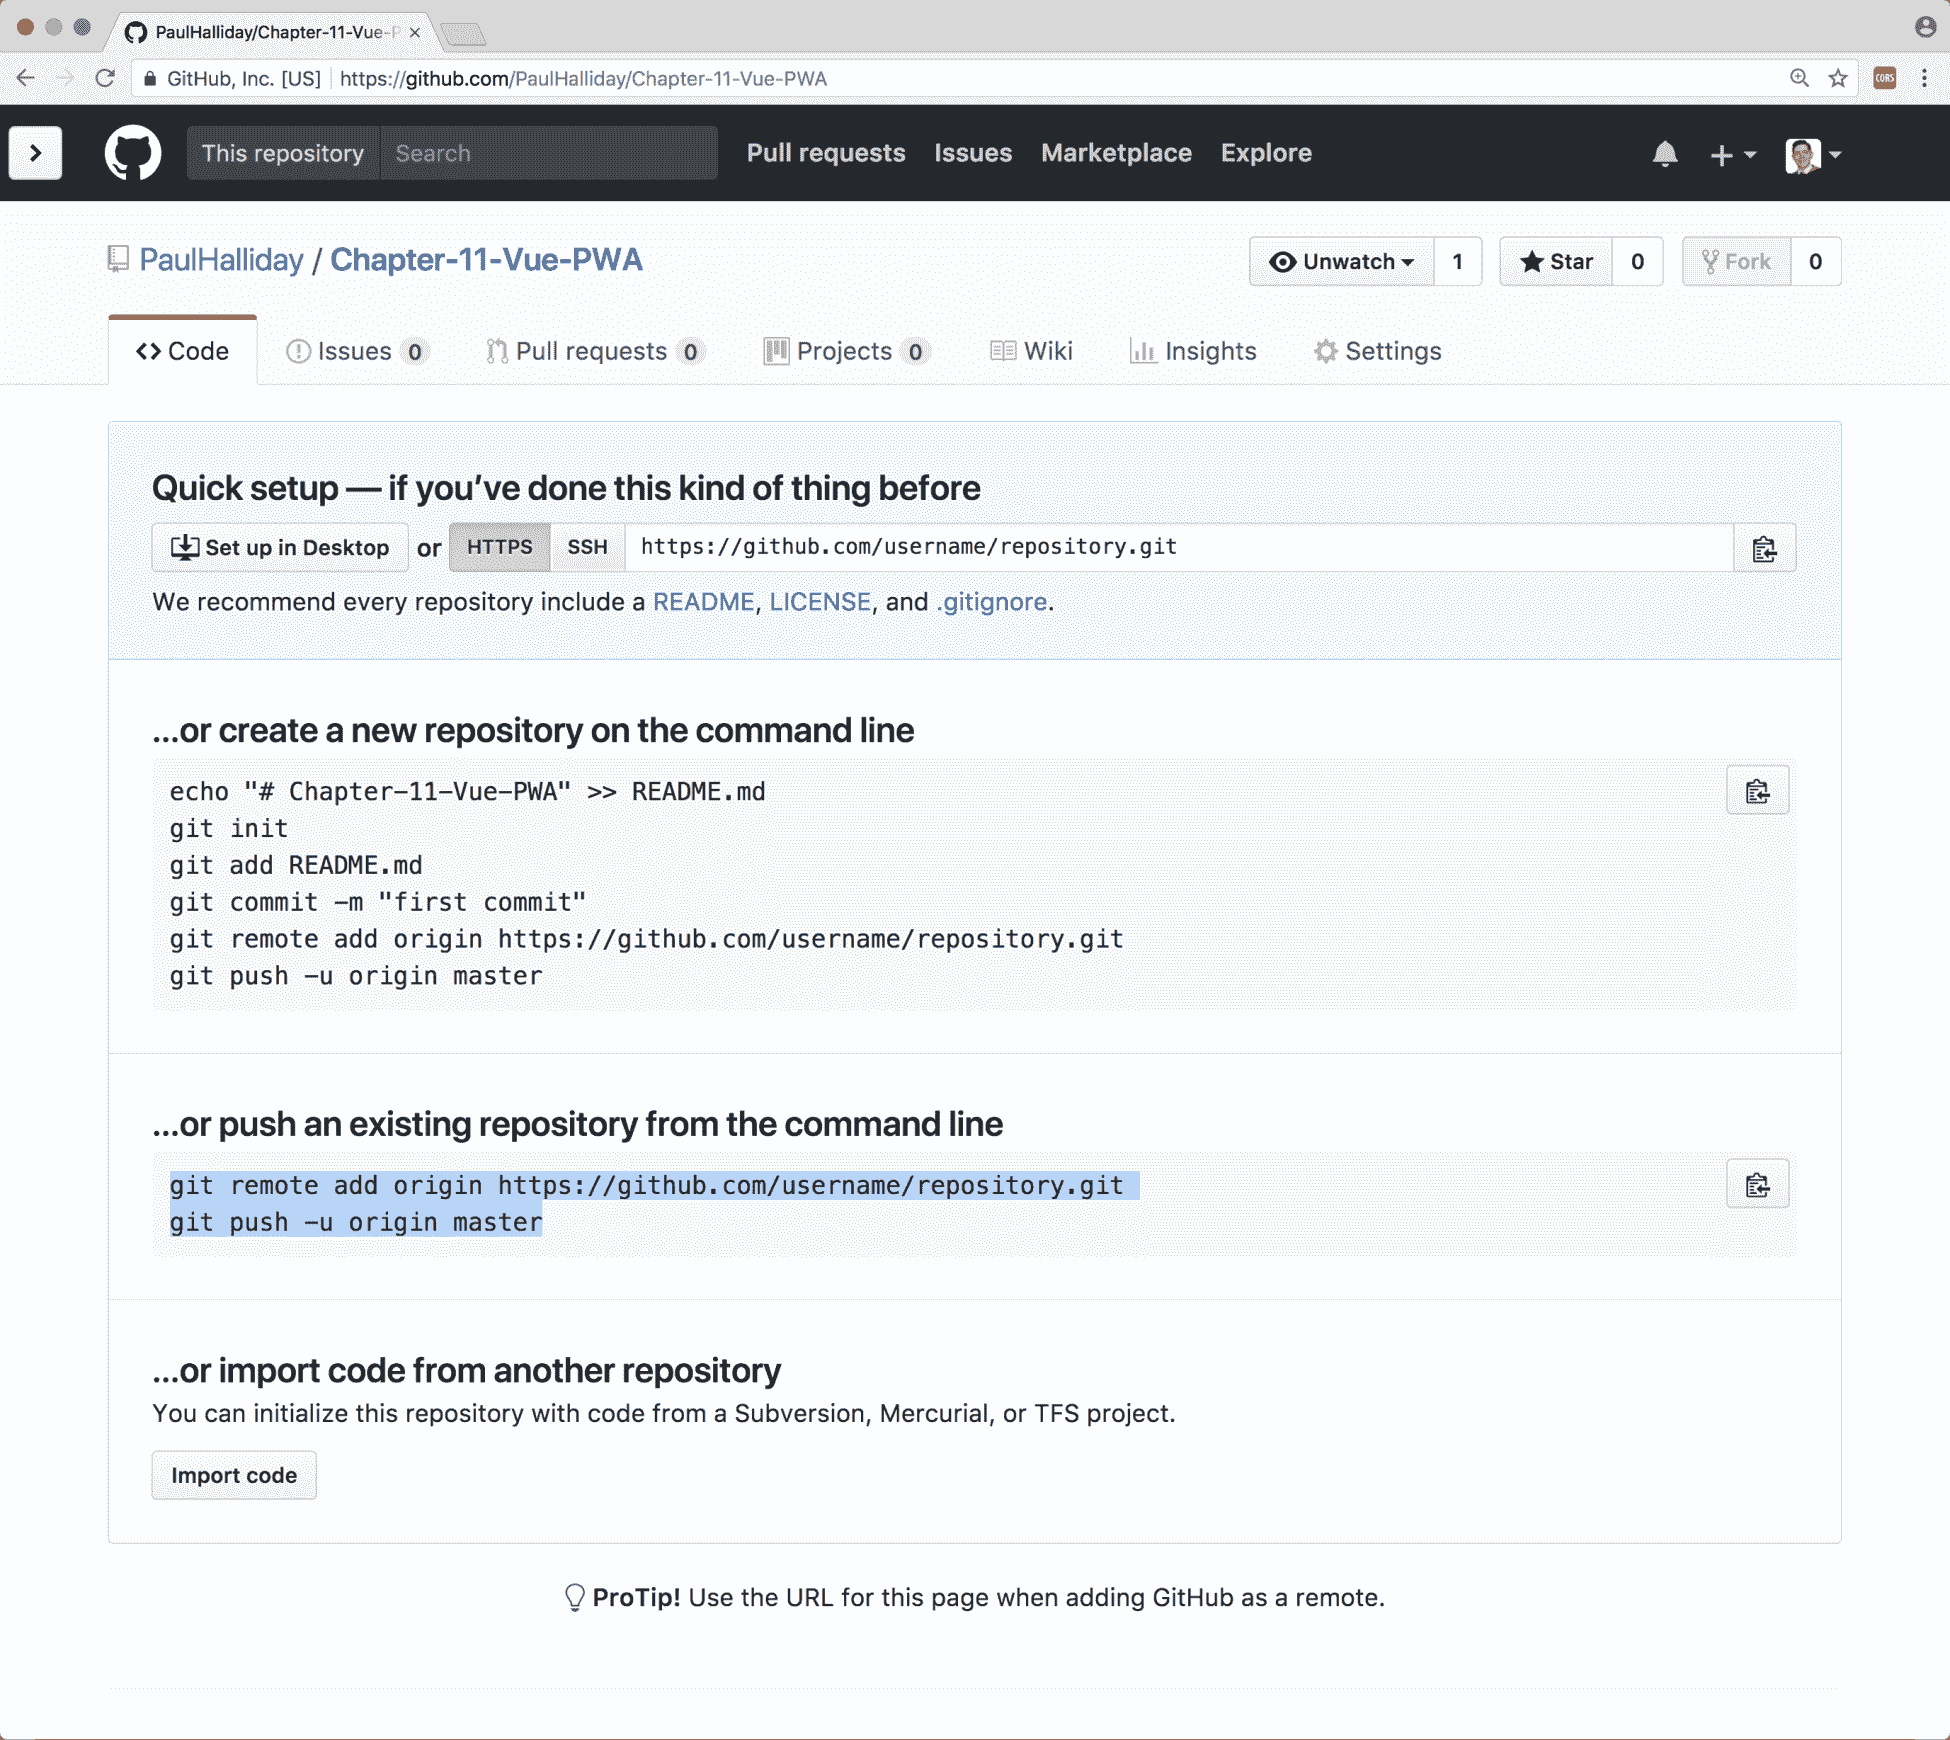 PaulHalliday/Chapter-11-Vue-P
GitHub, Inc. [US] https://github.com/PaulHalliday/Chapter-11-Vue-PWA
CORS
This repository Search Pull requests Issues Marketplace Explore
PaulHalliday / Chapter-11-Vue-PWA
Unwatch 1 Star 0 Fork 0
Code Issues 0 Pull requests 0 Projects 0 Wiki Insights Settings
Quick setup — if you’ve done this kind of thing before
Set up in Desktop or HTTPS SSH https://github.com/username/repository.git
We recommend every repository include a README, LICENSE, and .gitignore.
…or create a new repository on the command line
echo "# Chapter-11-Vue-PWA" >> README.md
git init
git add README.md
git commit -m "first commit"
git remote add origin https://github.com/username/repository.git
git push -u origin master
…or push an existing repository from the command line
git remote add origin https://github.com/username/repository.git
git push -u origin master
…or import code from another repository
You can initialize this repository with code from a Subversion, Mercurial, or TFS project.
Import code
ProTip! Use the URL for this page when adding GitHub as a remote.